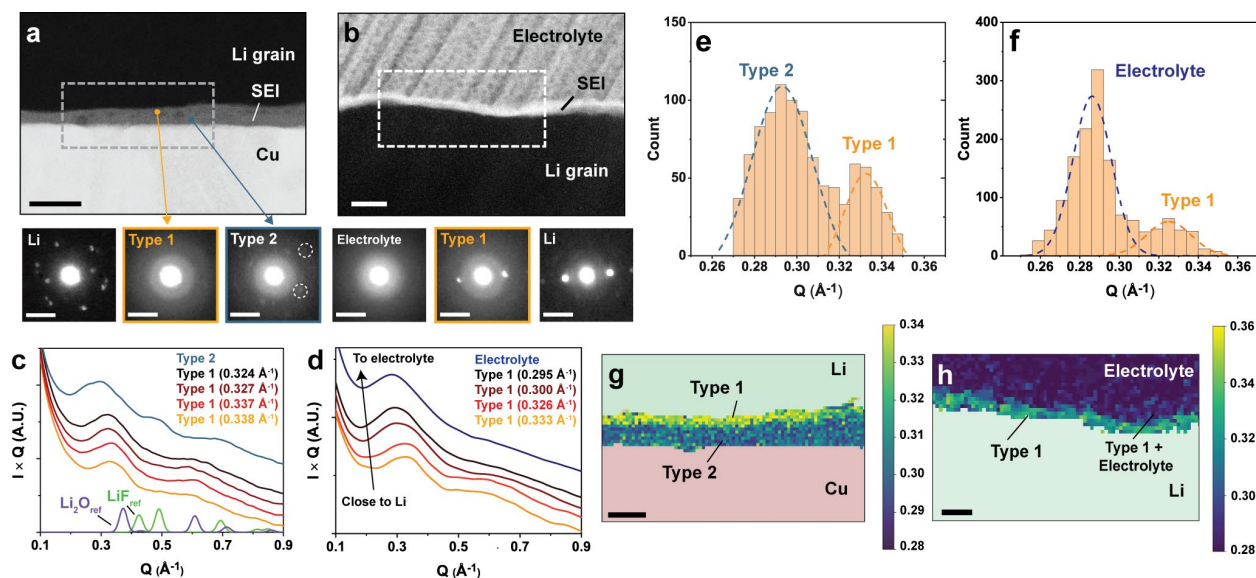 a
Li grain
SEI
Cu
b
Electrolyte
SEI
Li grain
Li
Type 1
Type 2
Electrolyte
Type 1
Li
c
Type 2
Type 1 (0.324 Å⁻¹)
Type 1 (0.327 Å⁻¹)
Type 1 (0.337 Å⁻¹)
Type 1 (0.338 Å⁻¹)
Li₂O ref
LiF ref
I × Q (A.U.)
0.1 0.3 0.5 0.7 0.9
Q (Å⁻¹)
d
To electrolyte
Electrolyte
Type 1 (0.295 Å⁻¹)
Type 1 (0.300 Å⁻¹)
Type 1 (0.326 Å⁻¹)
Type 1 (0.333 Å⁻¹)
Close to Li
I × Q (A.U.)
0.1 0.3 0.5 0.7 0.9
Q (Å⁻¹)
e
Type 2
Type 1
Count
150
100
50
0
0.26 0.28 0.30 0.32 0.34 0.36
Q (Å⁻¹)
f
Electrolyte
Type 1
Count
400
300
200
100
0
0.26 0.28 0.30 0.32 0.34 0.36
Q (Å⁻¹)
g
Li
Type 1
Type 2
Cu
0.34
0.33
0.32
0.31
0.30
0.29
0.28
h
Electrolyte
Type 1
Type 1 +
Electrolyte
Li
0.36
0.34
0.32
0.30
0.28